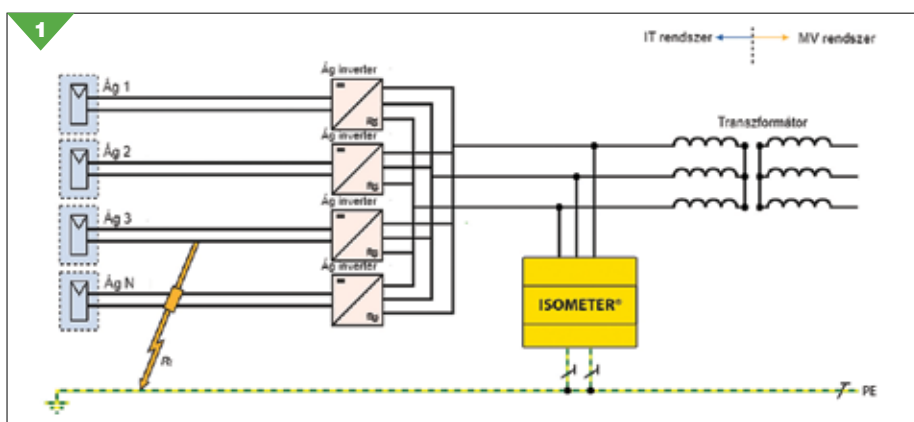 1
IT rendszer
MV rendszer
Ág 1
Ág inverter
Ág 2
Ág inverter
Transzformátor
Ág 3
Ág inverter
Ág N
Ág inverter
ISOMETER®
PE